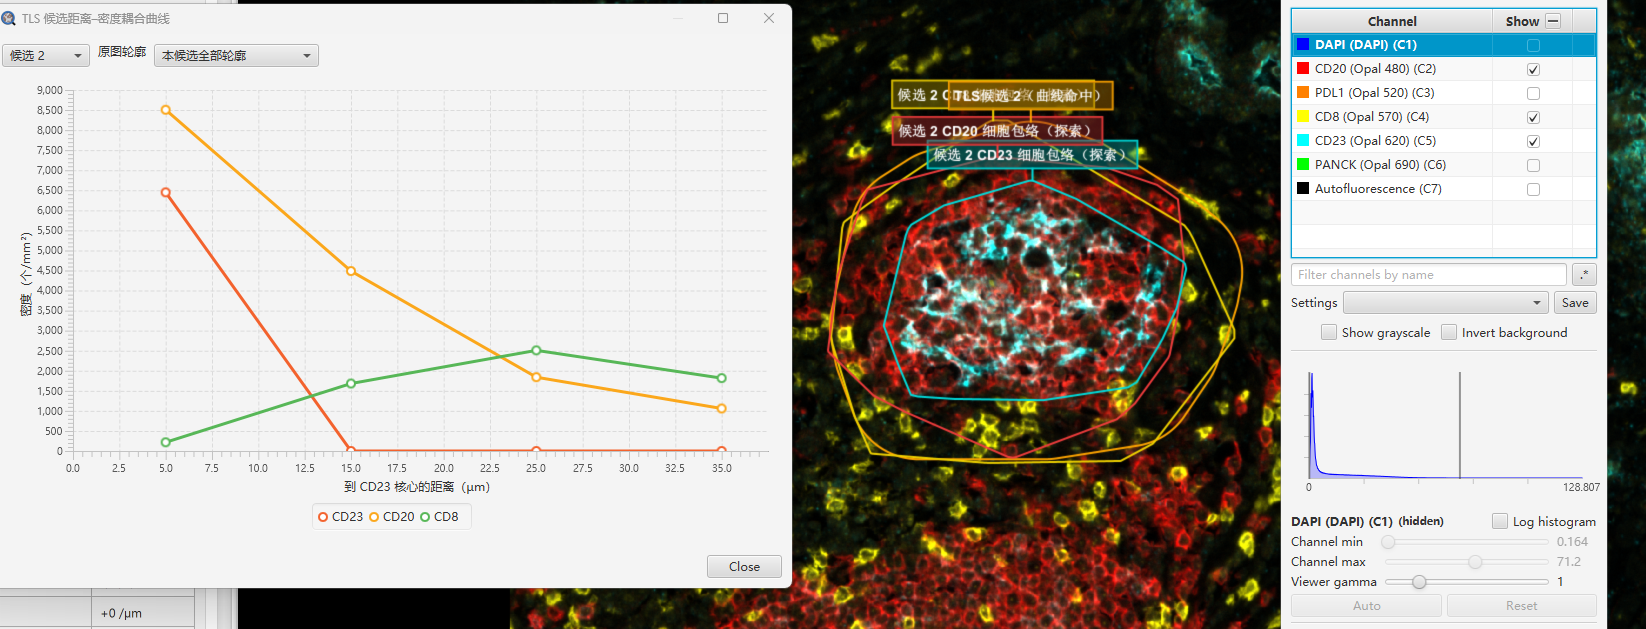 TLS 候选距离–密度耦合曲线
候选 2
原图轮廓
本候选全部轮廓
9,000
8,500
8,000
7,500
7,000
6,500
6,000
5,500
5,000
4,500
4,000
3,500
3,000
2,500
2,000
1,500
1,000
500
0
密度（个/mm²）
0.0 2.5 5.0 7.5 10.0 12.5 15.0 17.5 20.0 22.5 25.0 27.5 30.0 32.5 35.0
到 CD23 核心的距离（μm）
CD23 CD20 CD8
Close
+0 /μm
候选 2 C
TLS候选 2（曲线命中）
候选 2 CD20 细胞包络（探索）
候选 2 CD23 细胞包络（探索）
Channel Show
DAPI (DAPI) (C1)
CD20 (Opal 480) (C2)
PDL1 (Opal 520) (C3)
CD8 (Opal 570) (C4)
CD23 (Opal 620) (C5)
PANCK (Opal 690) (C6)
Autofluorescence (C7)
Filter channels by name .*
Settings Save
Show grayscale Invert background
0 128.807
DAPI (DAPI) (C1) (hidden) Log histogram
Channel min 0.164
Channel max 71.2
Viewer gamma 1
Auto Reset